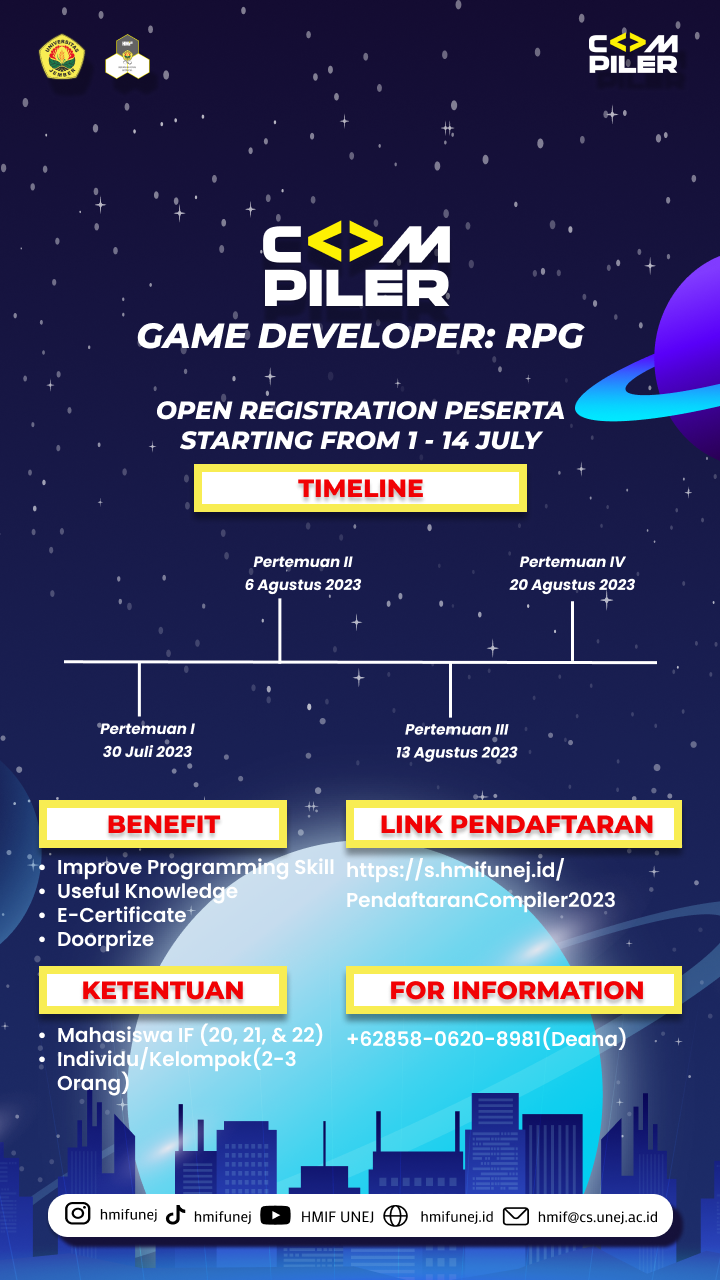 UNIVERSITAS
JEMBER
HMIF
C<>M
PILER
C<>M
PILER
GAME DEVELOPER: RPG
OPEN REGISTRATION PESERTA
STARTING FROM 1 - 14 JULY
TIMELINE
Pertemuan II
6 Agustus 2023
Pertemuan IV
20 Agustus 2023
Pertemuan I
30 Juli 2023
Pertemuan III
13 Agustus 2023
BENEFIT
• Improve Programming Skill
• Useful Knowledge
• E-Certificate
• Doorprize
LINK PENDAFTARAN
https://s.hmifunej.id/
PendaftaranCompiler2023
KETENTUAN
• Mahasiswa IF (20, 21, & 22)
• Individu/Kelompok(2-3
Orang)
FOR INFORMATION
+62858-0620-8981(Deana)
hmifunej hmifunej HMIF UNEJ hmifunej.id hmif@cs.unej.ac.id